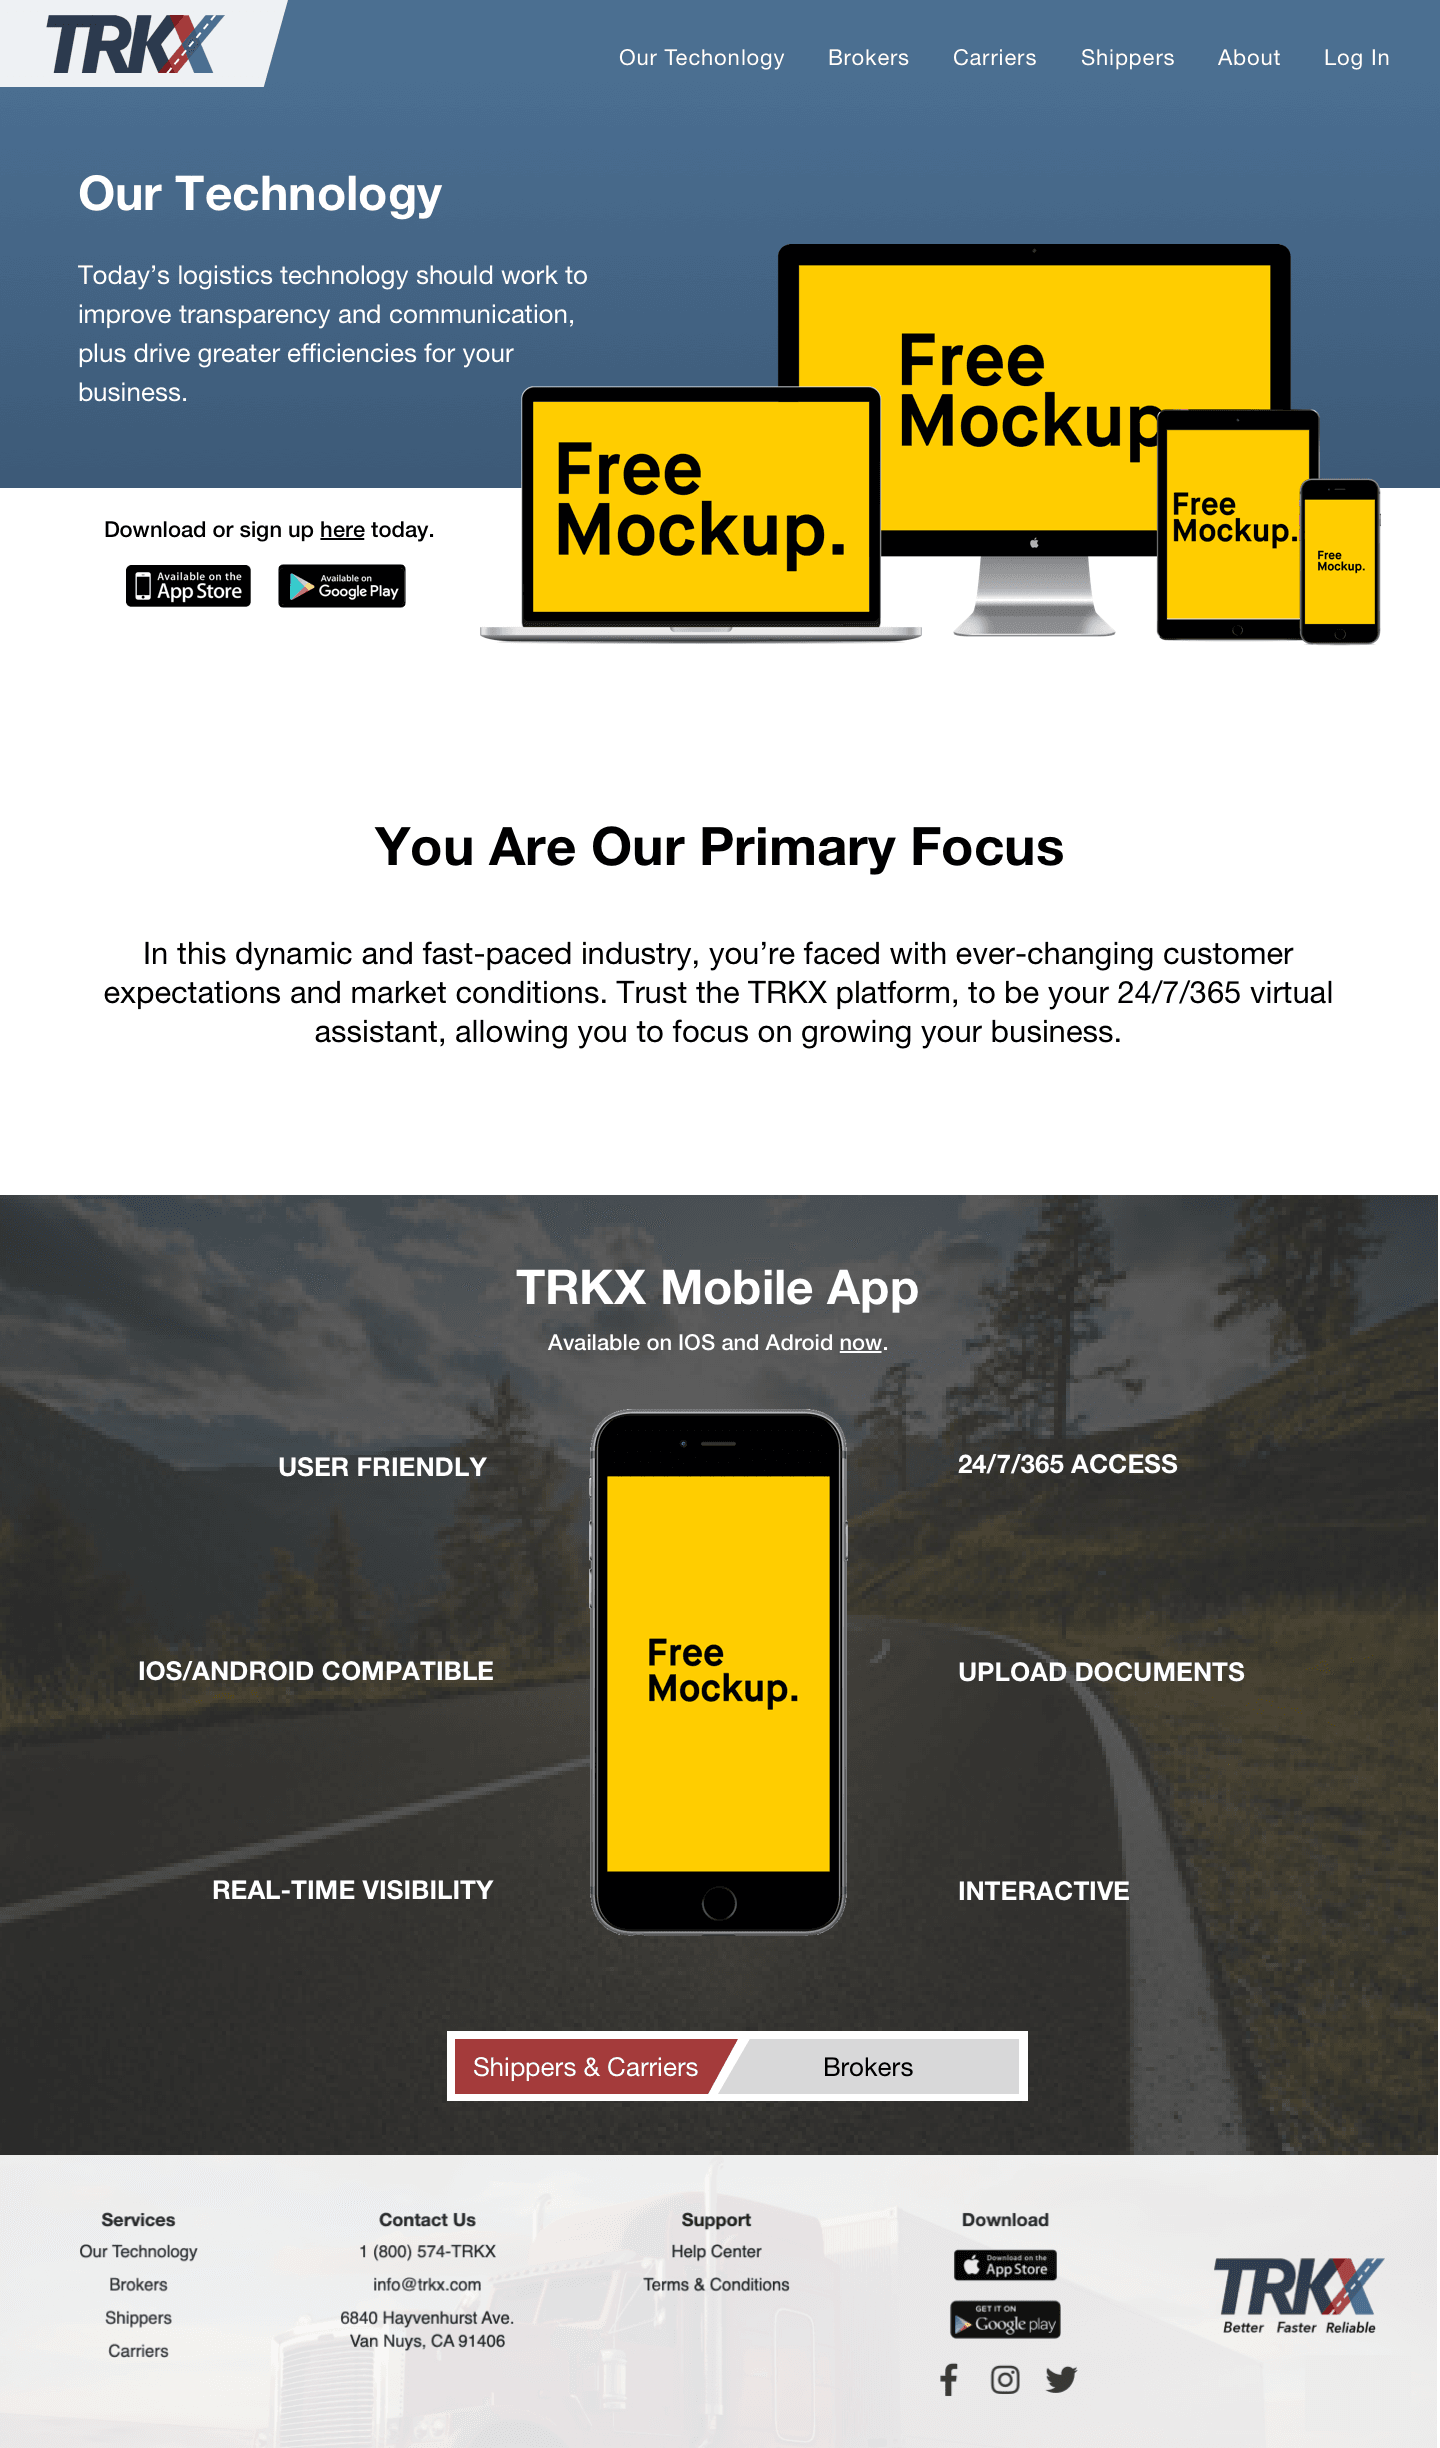 TRKX
Our Techonlogy
Brokers
Carriers
Shippers
About
Log In
Our Technology
Today’s logistics technology should work to
improve transparency and communication,
plus drive greater efficiencies for your
business.
Free
Mockup
Free
Mockup.
Free
Mockup.
Free
Mockup.
Download or sign up here today.
Available on the
App Store
Available on
Google Play
You Are Our Primary Focus
In this dynamic and fast-paced industry, you’re faced with ever-changing customer
expectations and market conditions. Trust the TRKX platform, to be your 24/7/365 virtual
assistant, allowing you to focus on growing your business.
TRKX Mobile App
Available on IOS and Adroid now.
USER FRIENDLY
24/7/365 ACCESS
Free
Mockup.
IOS/ANDROID COMPATIBLE
UPLOAD DOCUMENTS
REAL-TIME VISIBILITY
INTERACTIVE
Shippers & Carriers
Brokers
Services
Our Technology
Brokers
Shippers
Carriers
Contact Us
1 (800) 574-TRKX
info@trkx.com
6840 Hayvenhurst Ave.
Van Nuys, CA 91406
Support
Help Center
Terms & Conditions
Download
Download on the
App Store
GET IT ON
Google play
TRKX
Better Faster Reliable